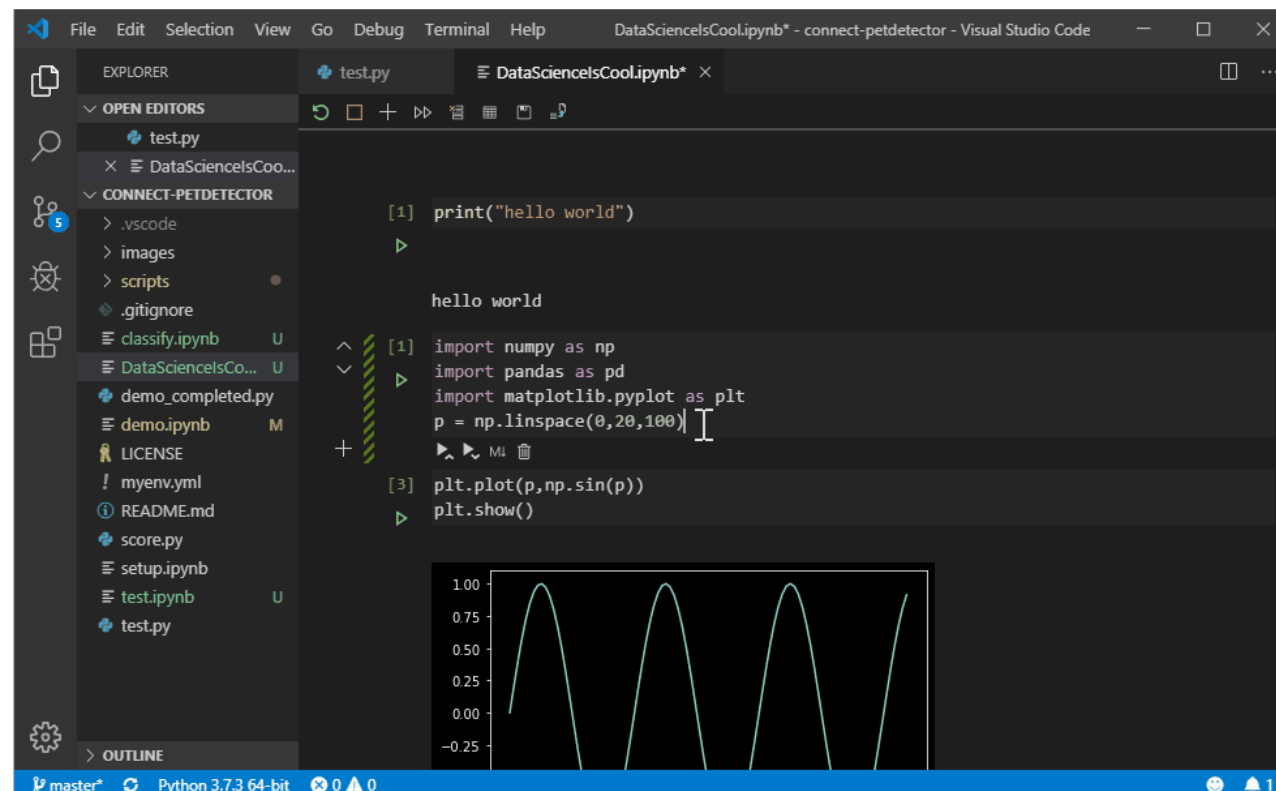 File Edit Selection View Go Debug Terminal Help DataScienceIsCool.ipynb* - connect-petdetector - Visual Studio Code
EXPLORER
test.py
DataScienceIsCool.ipynb*
OPEN EDITORS
test.py
DataScienceIsCoo...
CONNECT-PETDETECTOR
5
.vscode
images
scripts
.gitignore
classify.ipynb U
DataScienceIsCo... U
demo_completed.py
demo.ipynb M
LICENSE
myenv.yml
README.md
score.py
setup.ipynb
test.ipynb U
test.py
OUTLINE
[1] print("hello world")
hello world
[1] import numpy as np
import pandas as pd
import matplotlib.pyplot as plt
p = np.linspace(0,20,100)
M↓
[3] plt.plot(p,np.sin(p))
plt.show()
1.00
0.75
0.50
0.25
0.00
−0.25
master* Python 3.7.3 64-bit 0 0 1